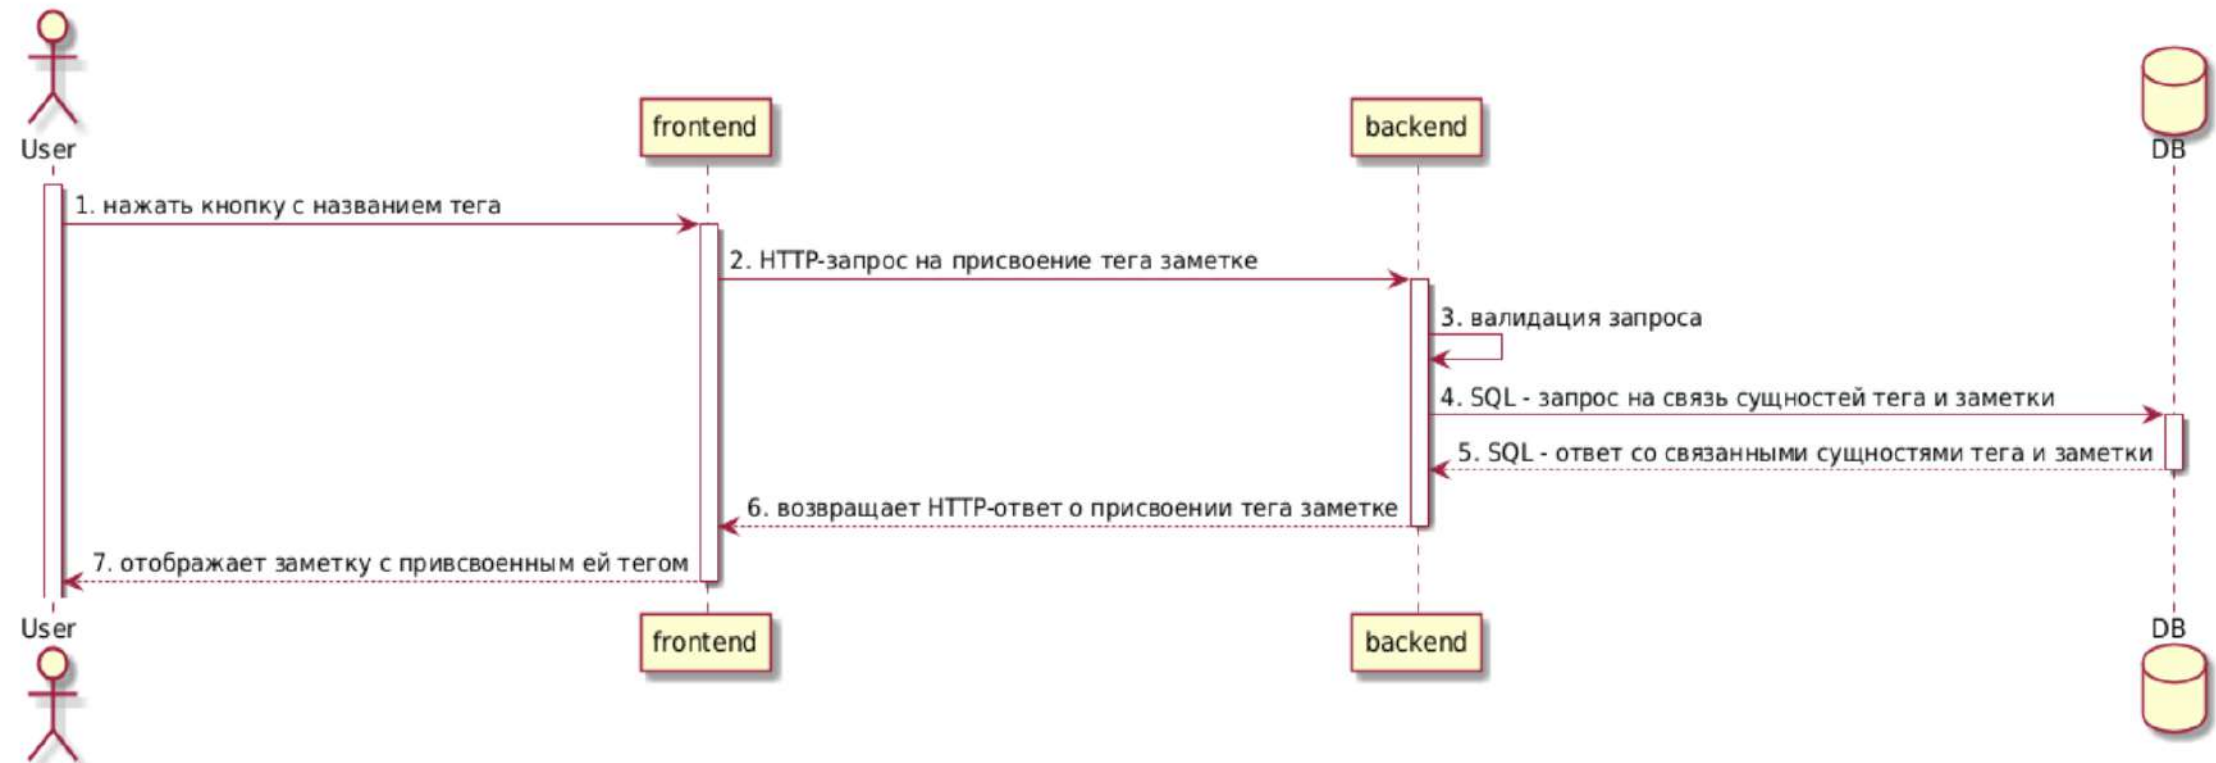 User
frontend
backend
DB
1. нажать кнопку с названием тега
2. HTTP-запрос на присвоение тега заметке
3. валидация запроса
4. SQL - запрос на связь сущностей тега и заметки
5. SQL - ответ со связанными сущностями тега и заметки
6. возвращает HTTP-ответ о присвоении тега заметке
7. отображает заметку с привсвоенным ей тегом
User
frontend
backend
DB